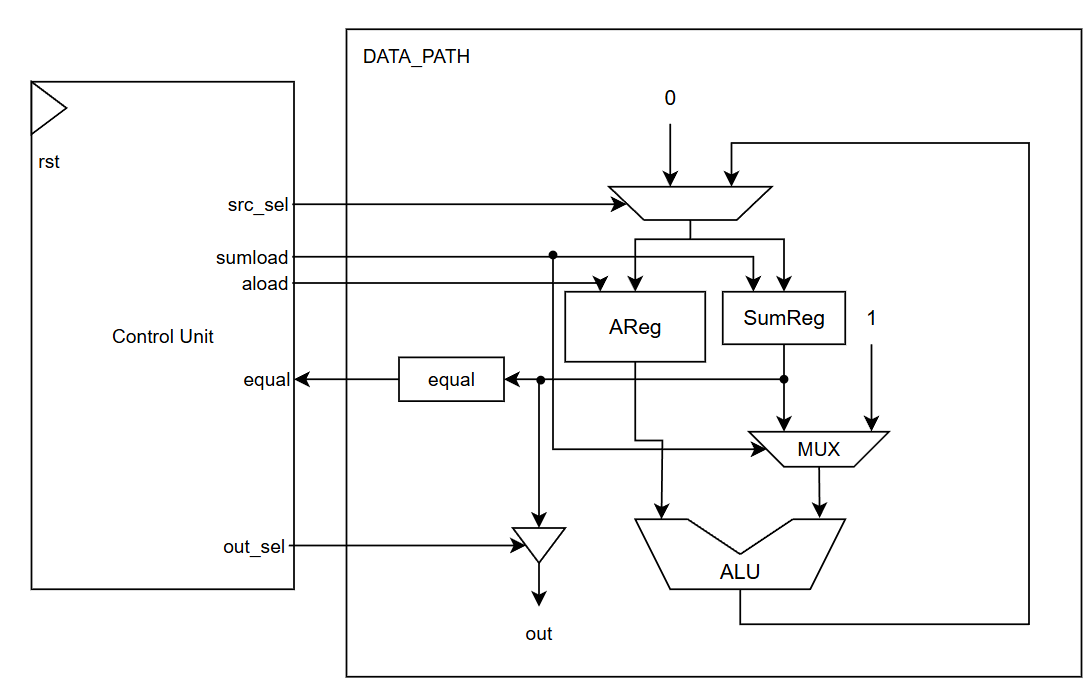 DATA_PATH
0
rst
src_sel
sumload
aload
Control Unit
AReg
SumReg
1
equal
equal
MUX
out_sel
ALU
out